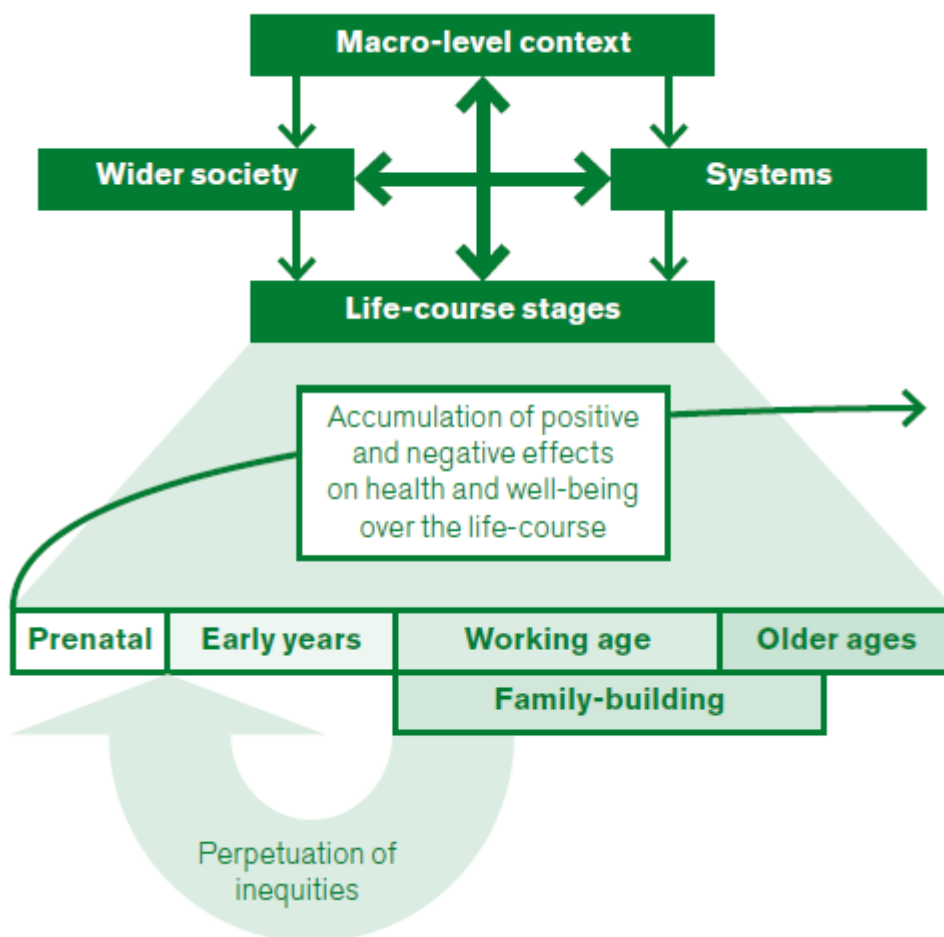 Macro-level context
Wider society
Systems
Life-course stages
Accumulation of positive
and negative effects
on health and well-being
over the life-course
Prenatal
Early years
Working age
Older ages
Family-building
Perpetuation of
inequities